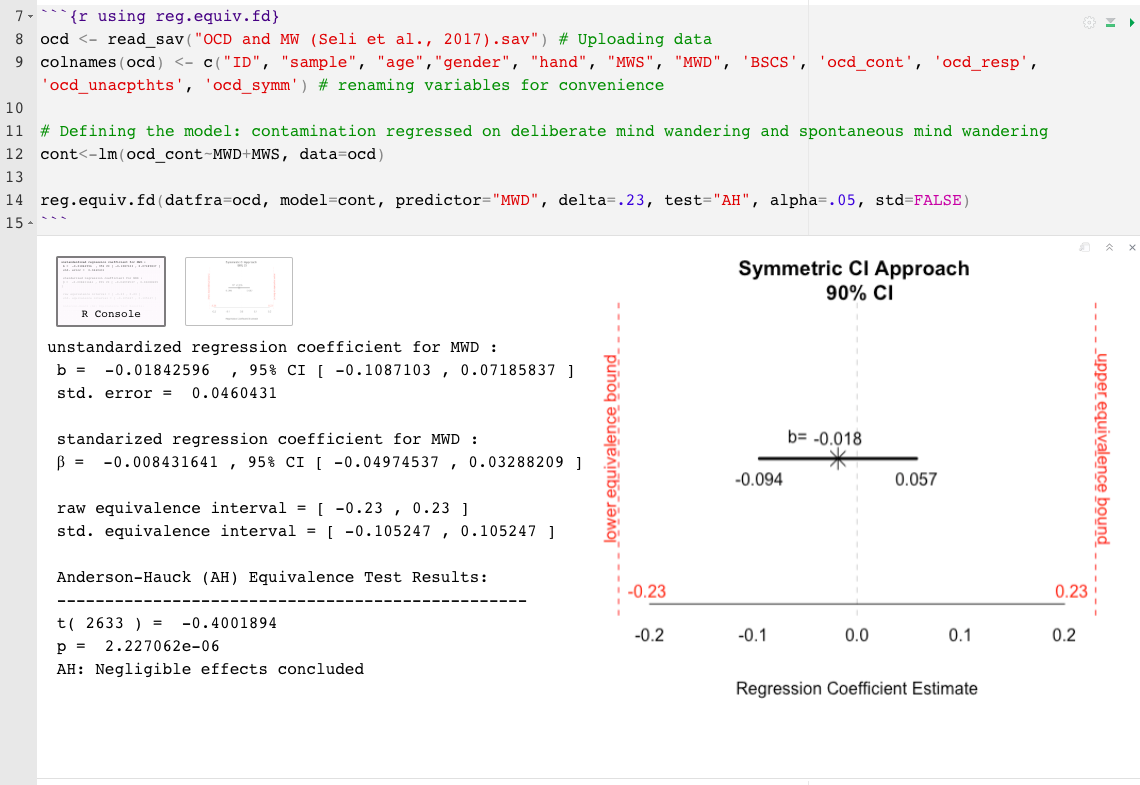 7 ```{r using reg.equiv.fd}
8 ocd <- read_sav("OCD and MW (Seli et al., 2017).sav") # Uploading data
9 colnames(ocd) <- c("ID", "sample", "age","gender", "hand", "MWS", "MWD", 'BSCS', 'ocd_cont', 'ocd_resp',
'ocd_unacpthts', 'ocd_symm') # renaming variables for convenience
10
11 # Defining the model: contamination regressed on deliberate mind wandering and spontaneous mind wandering
12 cont<-lm(ocd_cont~MWD+MWS, data=ocd)
13
14 reg.equiv.fd(datfra=ocd, model=cont, predictor="MWD", delta=.23, test="AH", alpha=.05, std=FALSE)
15 ```
R Console
unstandardized regression coefficient for MWD :
b = -0.01842596 , 95% CI [ -0.1087103 , 0.07185837 ]
std. error = 0.0460431
standarized regression coefficient for MWD :
β = -0.008431641 , 95% CI [ -0.04974537 , 0.03288209 ]
raw equivalence interval = [ -0.23 , 0.23 ]
std. equivalence interval = [ -0.105247 , 0.105247 ]
Anderson-Hauck (AH) Equivalence Test Results:
-------------------------------------------------
t( 2633 ) = -0.4001894
p = 2.227062e-06
AH: Negligible effects concluded
Symmetric CI Approach
90% CI
lower equivalence bound
upper equivalence bound
b= -0.018
-0.094 0.057
-0.23 0.23
-0.2 -0.1 0.0 0.1 0.2
Regression Coefficient Estimate